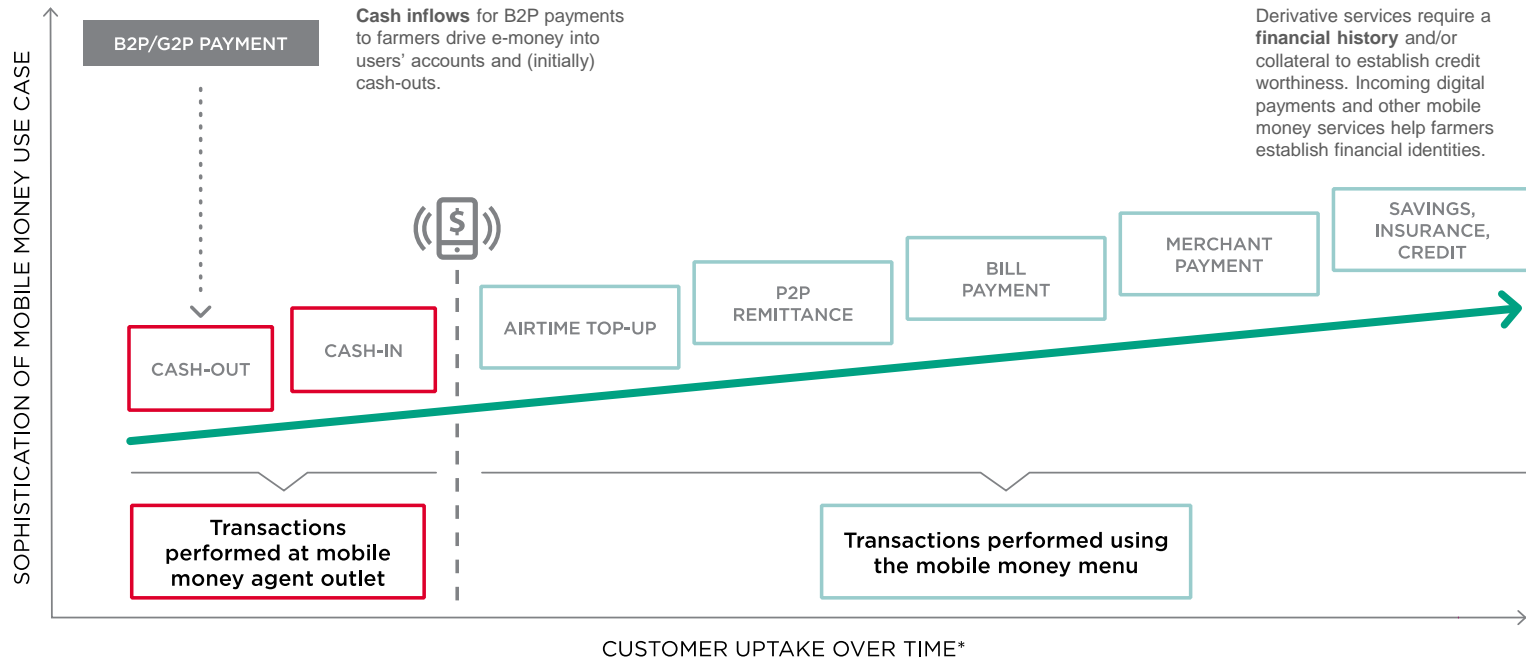 SOPHISTICATION OF MOBILE MONEY USE CASE
B2P/G2P PAYMENT
Cash inflows for B2P payments
to farmers drive e-money into
users' accounts and (initially)
cash-outs.
Derivative services require a
financial history and/or
collateral to establish credit
worthiness. Incoming digital
payments and other mobile
money services help farmers
establish financial identities.
$
CASH-OUT
CASH-IN
AIRTIME TOP-UP
P2P
REMITTANCE
BILL
PAYMENT
MERCHANT
PAYMENT
SAVINGS,
INSURANCE,
CREDIT
Transactions
performed at mobile
money agent outlet
Transactions performed using
the mobile money menu
CUSTOMER UPTAKE OVER TIME*